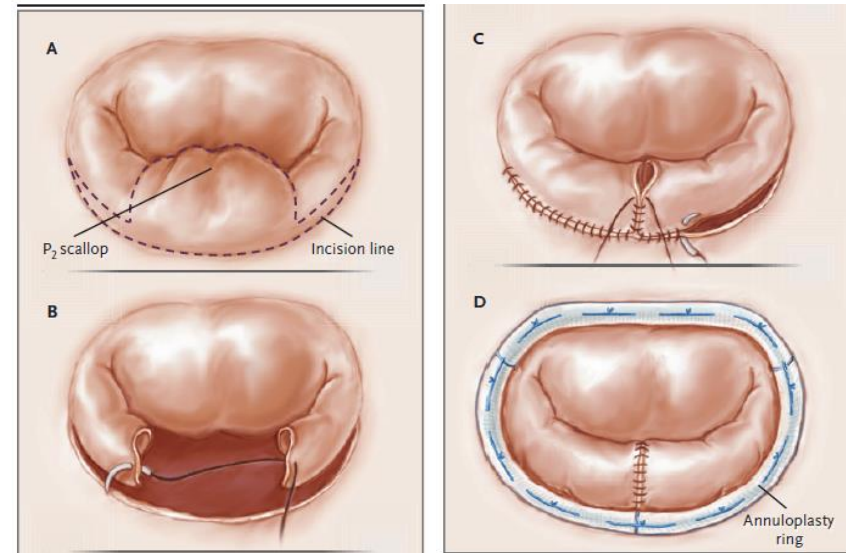 A
P₂ scallop
Incision line
B
C
D
Annuloplasty
ring